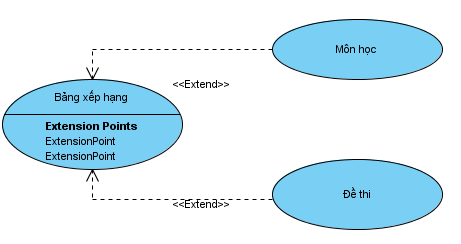 Môn học
<<Extend>>
Bảng xếp hạng
Extension Points
ExtensionPoint
ExtensionPoint
Đề thi
<<Extend>>